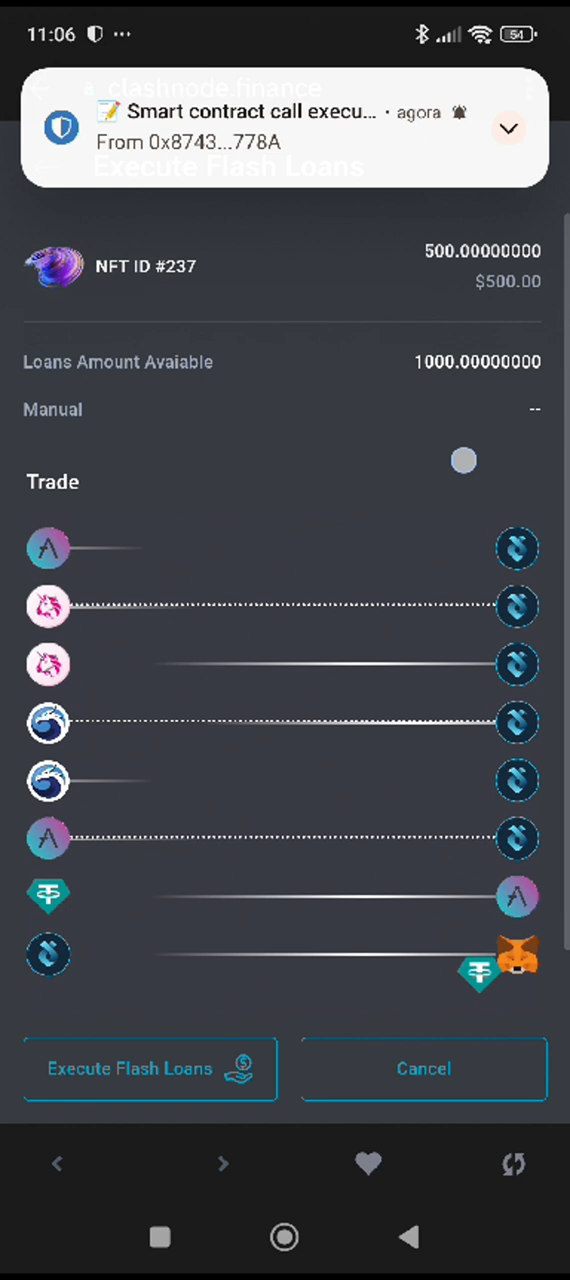 11:06
54
clashnode.finance
📝 Smart contract call execu... · agora
From 0x8743...778A
Execute Flash Loans
NFT ID #237
500.00000000
$500.00
Loans Amount Avaiable
1000.00000000
Manual
--
Trade
Execute Flash Loans
Cancel